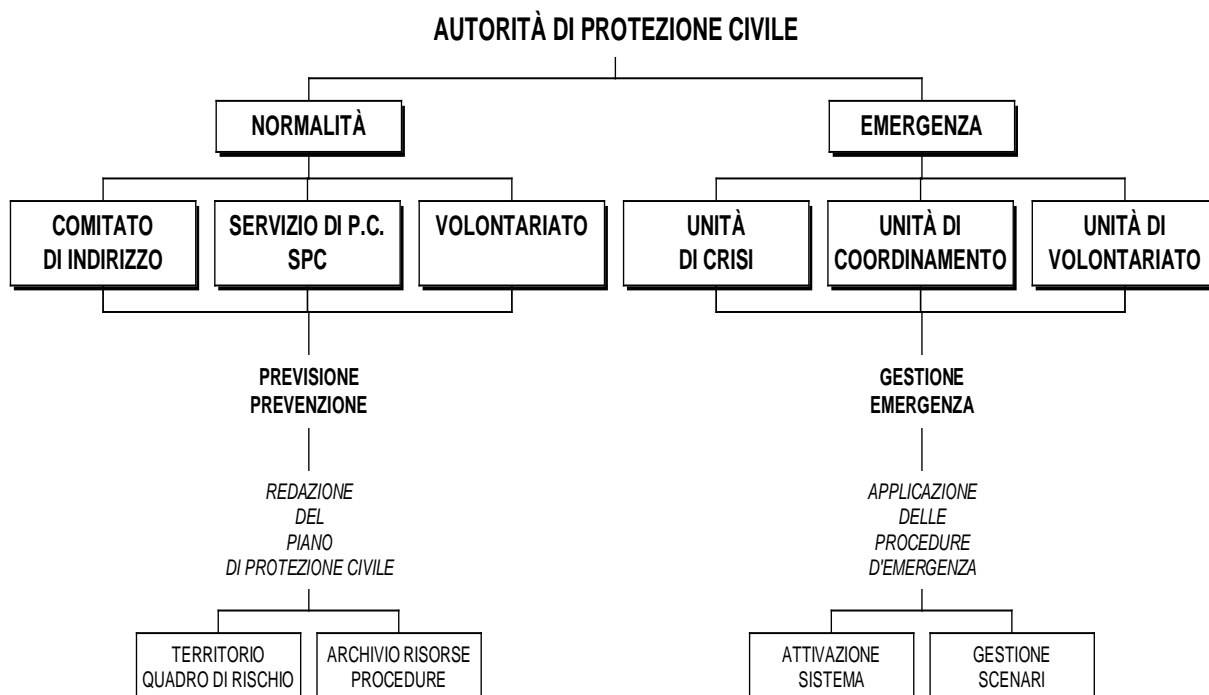 AUTORITÀ DI PROTEZIONE CIVILE
NORMALITÀ
EMERGENZA
COMITATO
DI INDIRIZZO
SERVIZIO DI P.C.
SPC
VOLONTARIATO
UNITÀ
DI CRISI
UNITÀ DI
COORDINAMENTO
UNITÀ DI
VOLONTARIATO
PREVISIONE
PREVENZIONE
GESTIONE
EMERGENZA
REDAZIONE
DEL
PIANO
DI PROTEZIONE CIVILE
APPLICAZIONE
DELLE
PROCEDURE
D'EMERGENZA
TERRITORIO
QUADRO DI RISCHIO
ARCHIVIO RISORSE
PROCEDURE
ATTIVAZIONE
SISTEMA
GESTIONE
SCENARI